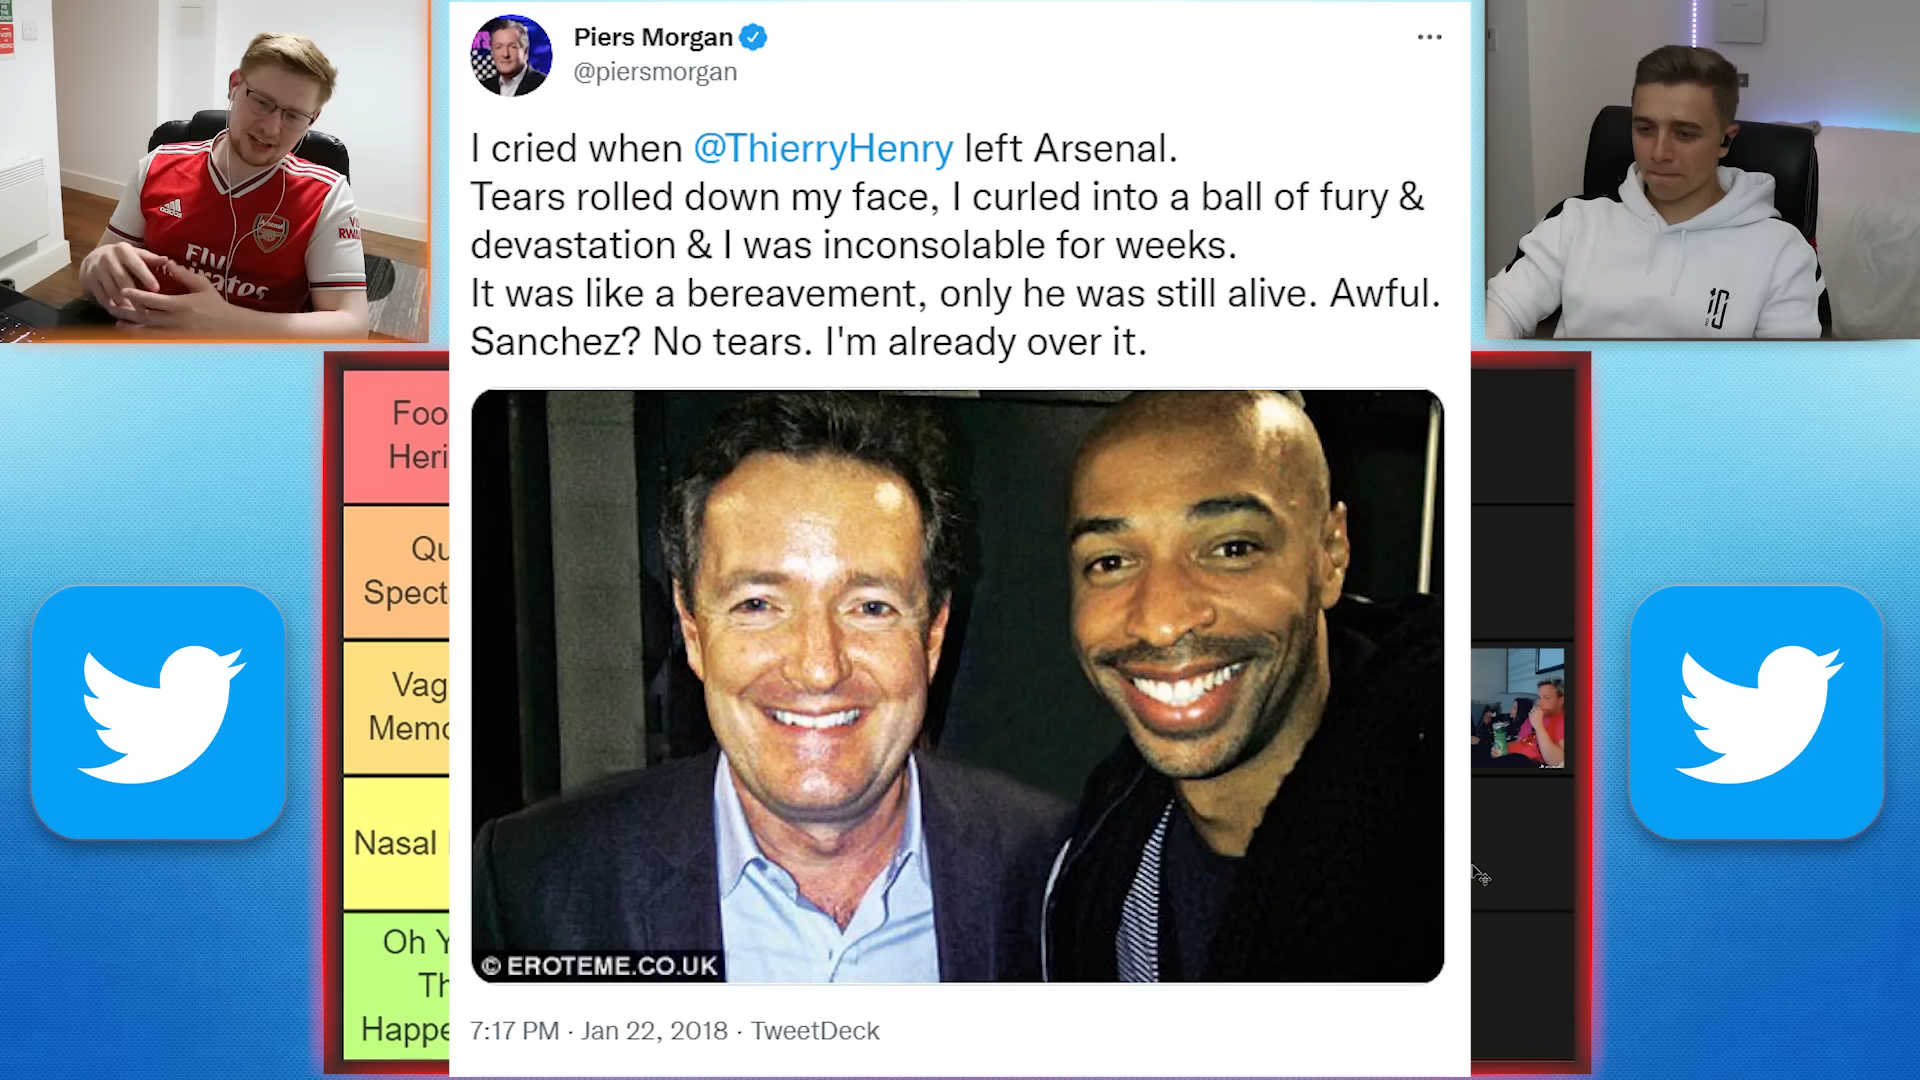 Piers Morgan
@piersmorgan
I cried when @ThierryHenry left Arsenal.
Tears rolled down my face, I curled into a ball of fury &
devastation & I was inconsolable for weeks.
It was like a bereavement, only he was still alive. Awful.
Sanchez? No tears. I'm already over it.
© EROTEME.CO.UK
7:17 PM · Jan 22, 2018 · TweetDeck
Foo
Heri
Qu
Spect
Vag
Memo
Nasal
Oh Y
Th
Happe
adidas
Arsenal